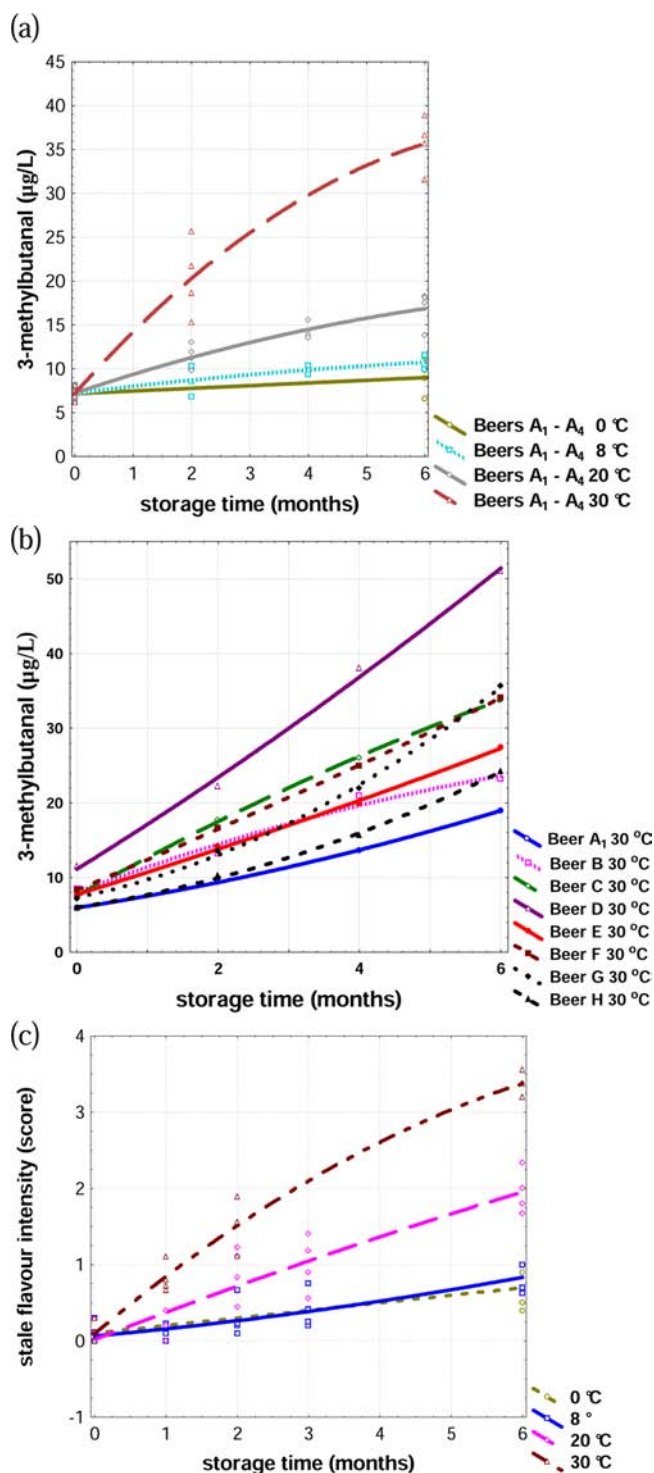 (a)
3-methylbutanal (µg/L)
45
40
35
30
25
20
15
10
5
0
0 1 2 3 4 5 6
storage time (months)
Beers A₁ - A₄ 0 °C
Beers A₁ - A₄ 8 °C
Beers A₁ - A₄ 20 °C
Beers A₁ - A₄ 30 °C
(b)
3-methylbutanal (µg/L)
50
40
30
20
10
0
0 2 4 6
storage time (months)
Beer A₁ 30 °C
Beer B 30 °C
Beer C 30 °C
Beer D 30 °C
Beer E 30 °C
Beer F 30 °C
Beer G 30 °C
Beer H 30 °C
(c)
stale flavour intensity (score)
4
3
2
1
0
-1
0 1 2 3 4 5 6
storage time (months)
0 °C
8 °
20 °C
30 °C